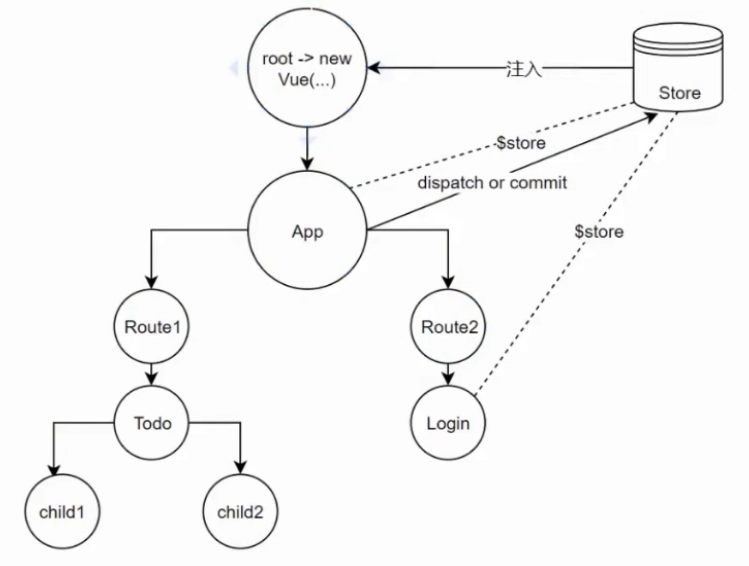 root -> new
Vue(...)
注入
Store
$store
dispatch or commit
App
$store
Route1
Route2
Todo
Login
child1
child2